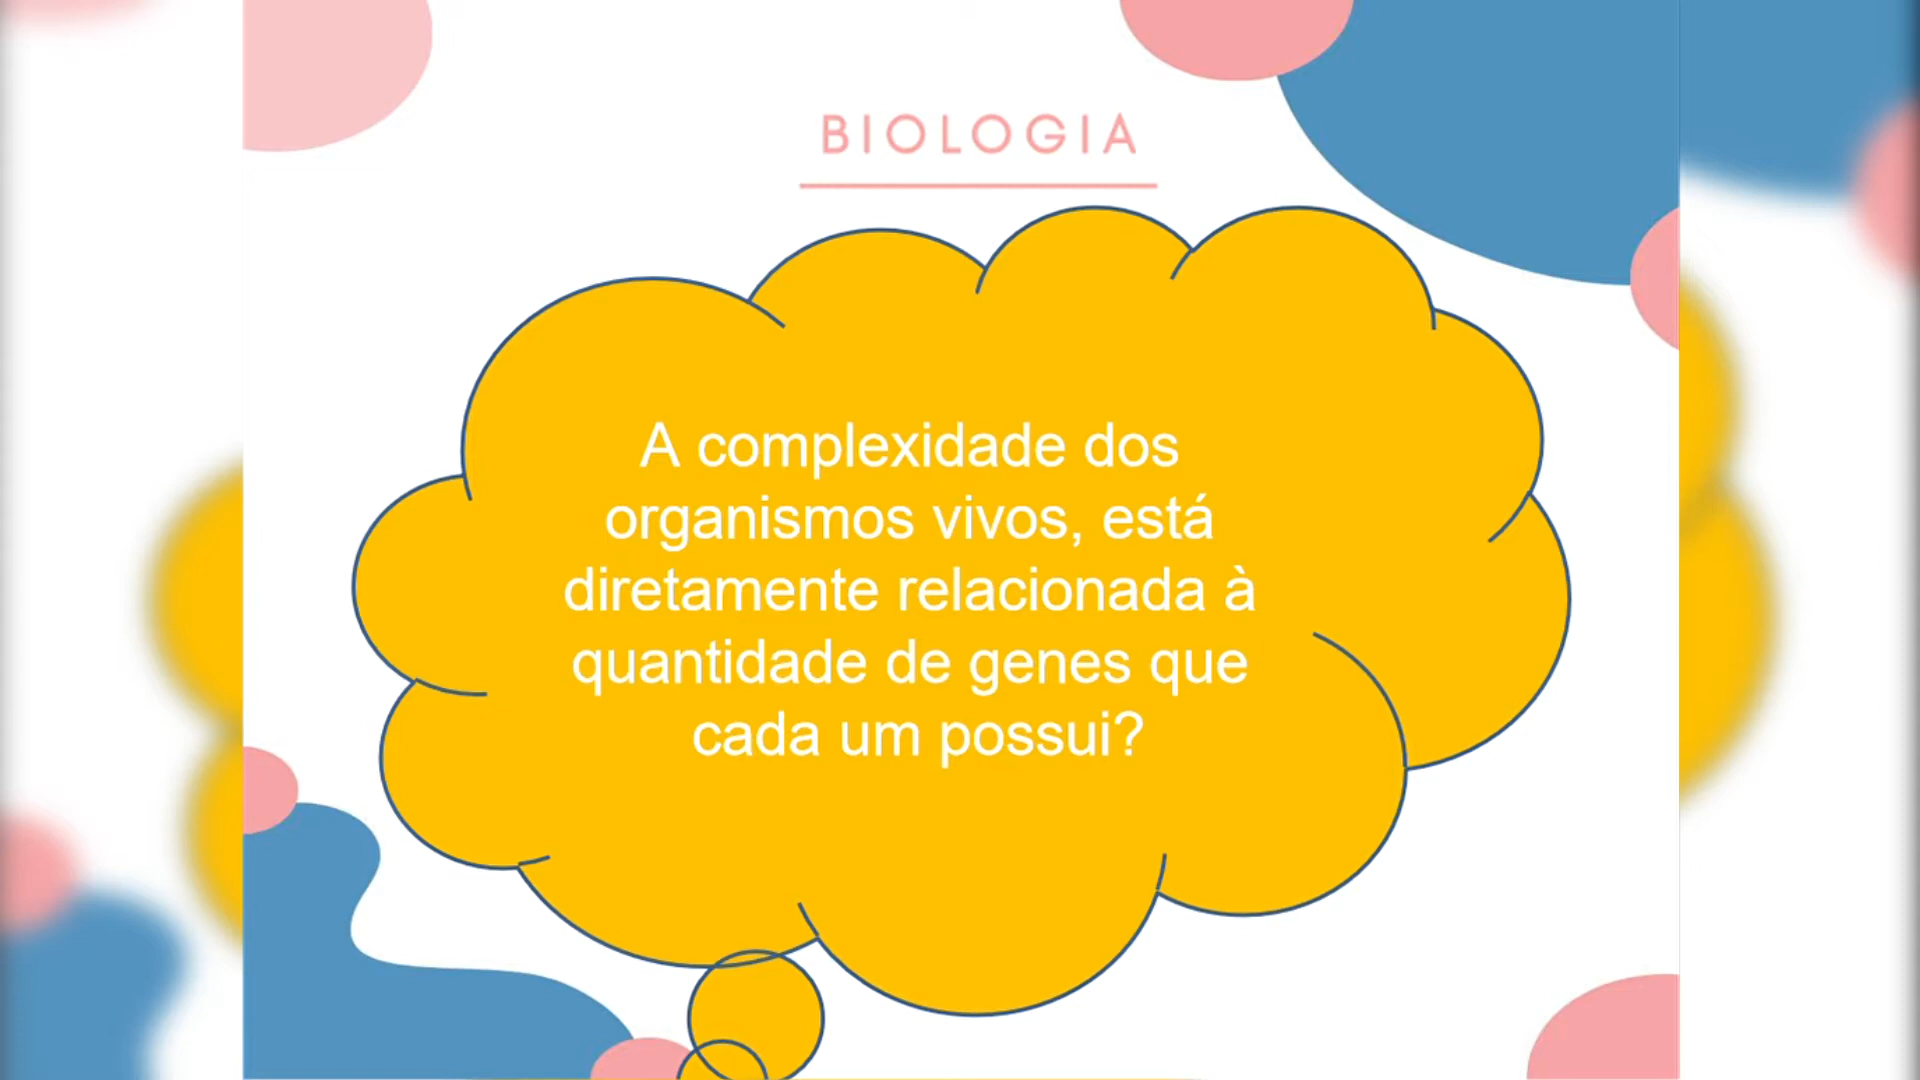 BIOLOGIA
A complexidade dos
organismos vivos, está
diretamente relacionada à
quantidade de genes que
cada um possui?